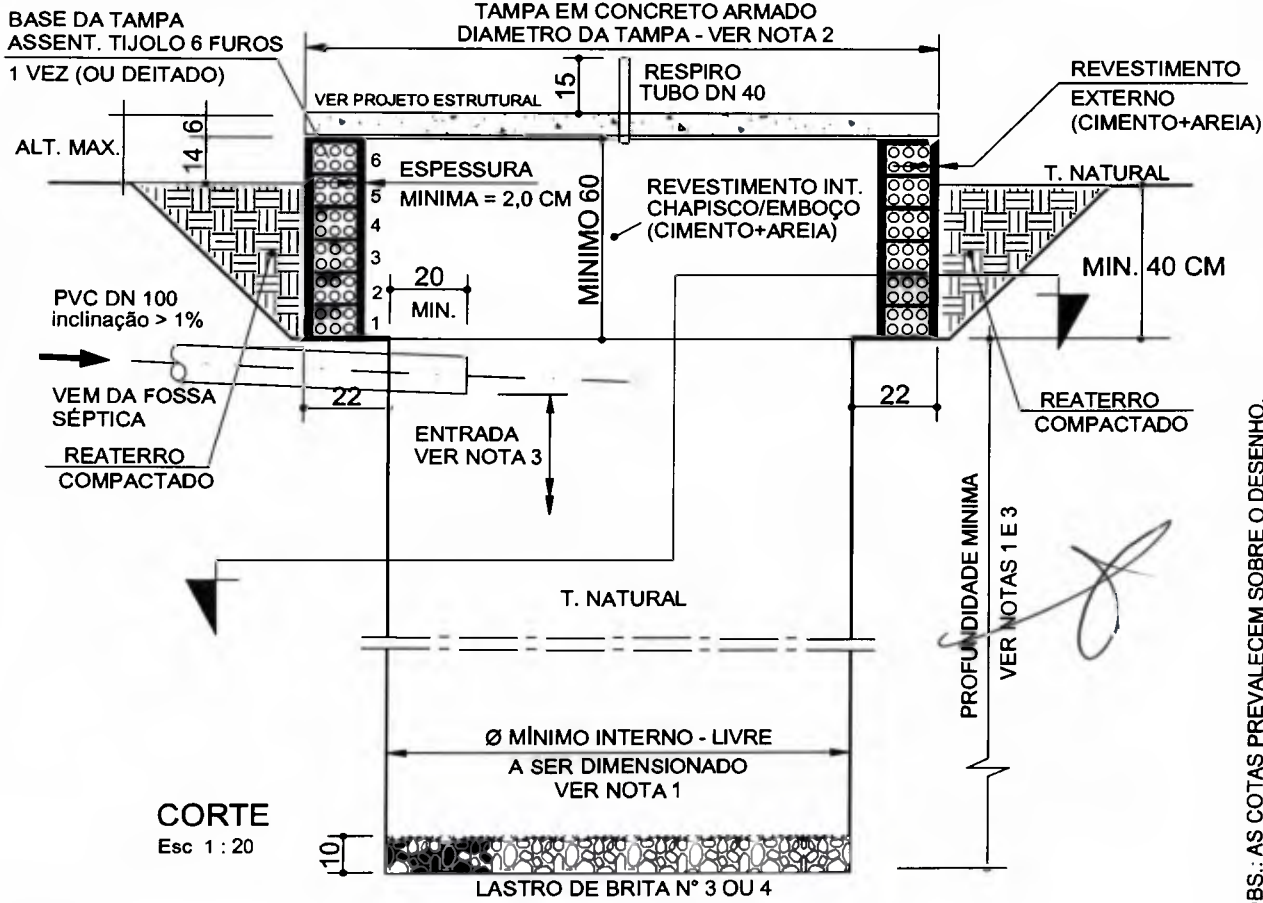 BASE DA TAMPA
ASSENT. TIJOLO 6 FUROS
1 VEZ (OU DEITADO)
TAMPA EM CONCRETO ARMADO
DIAMETRO DA TAMPA - VER NOTA 2
15
RESPIRO
TUBO DN 40
REVESTIMENTO
EXTERNO
(CIMENTO+AREIA)
VER PROJETO ESTRUTURAL
ALT. MAX.
14 6
6
5
4
3
2
1
ESPESSURA
MINIMA = 2,0 CM
MINIMO 60
REVESTIMENTO INT.
CHAPISCO/EMBOÇO
(CIMENTO+AREIA)
T. NATURAL
MIN. 40 CM
20
MIN.
PVC DN 100
inclinação > 1%
VEM DA FOSSA
SÉPTICA
REATERRO
COMPACTADO
22
22
ENTRADA
VER NOTA 3
REATERRO
COMPACTADO
T. NATURAL
PROFUNDIDADE MINIMA
VER NOTAS 1 E 3
Ø MÍNIMO INTERNO - LIVRE
A SER DIMENSIONADO
VER NOTA 1
CORTE
Esc 1 : 20
10
LASTRO DE BRITA N° 3 OU 4
BS.: AS COTAS PREVALECEM SOBRE O DESENHO.